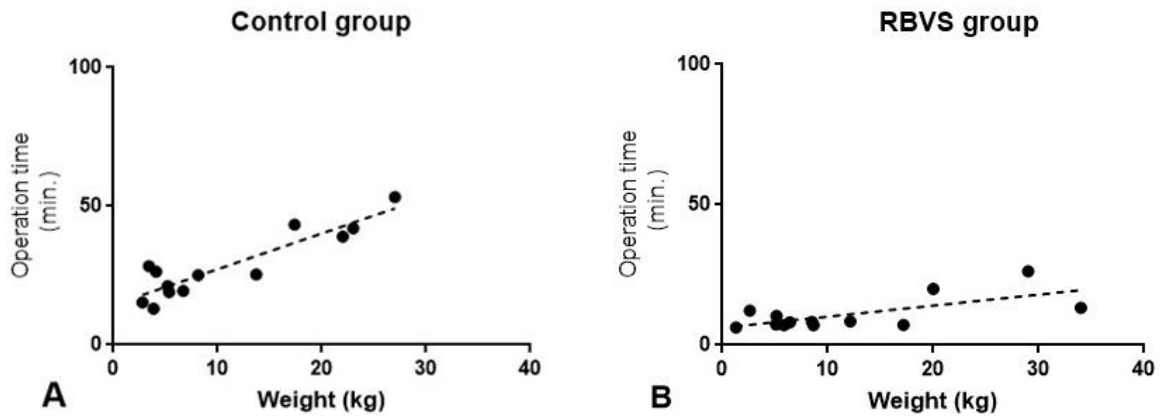 Control group
100
50
0
0 10 20 30 40
Operation time
(min.)
Weight (kg)
A
RBVS group
100
50
0
0 10 20 30 40
Operation time
(min.)
Weight (kg)
B